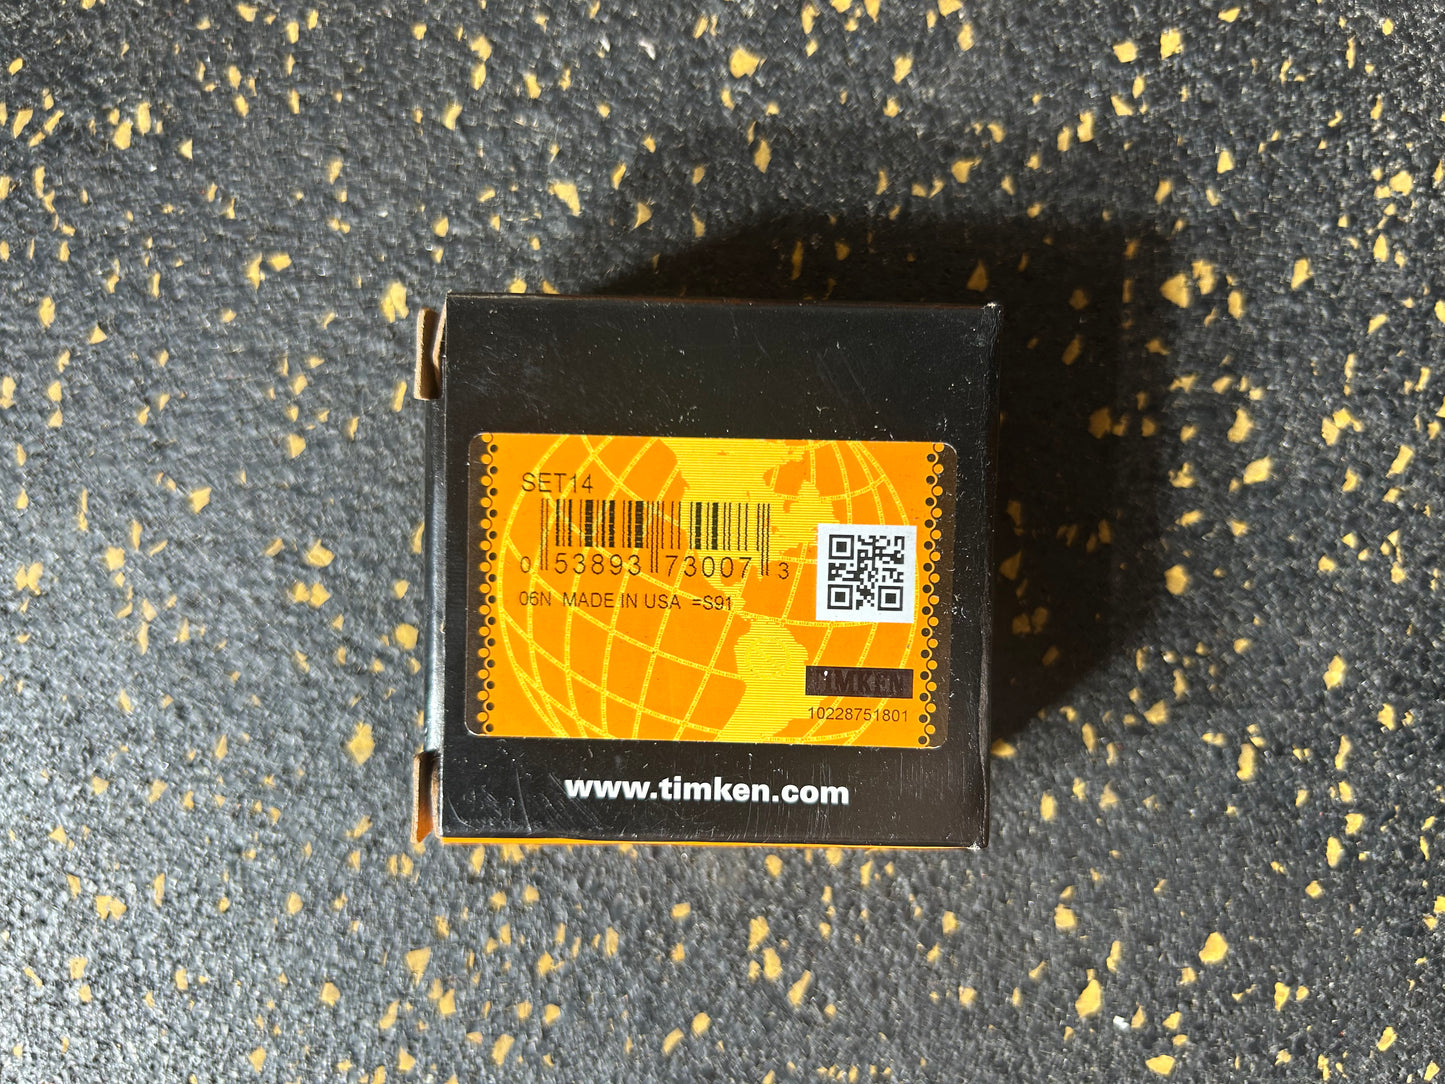 SET14
0 53893 73007 3
06N MADE IN USA =S91
TIMKEN
10228751801
www.timken.com